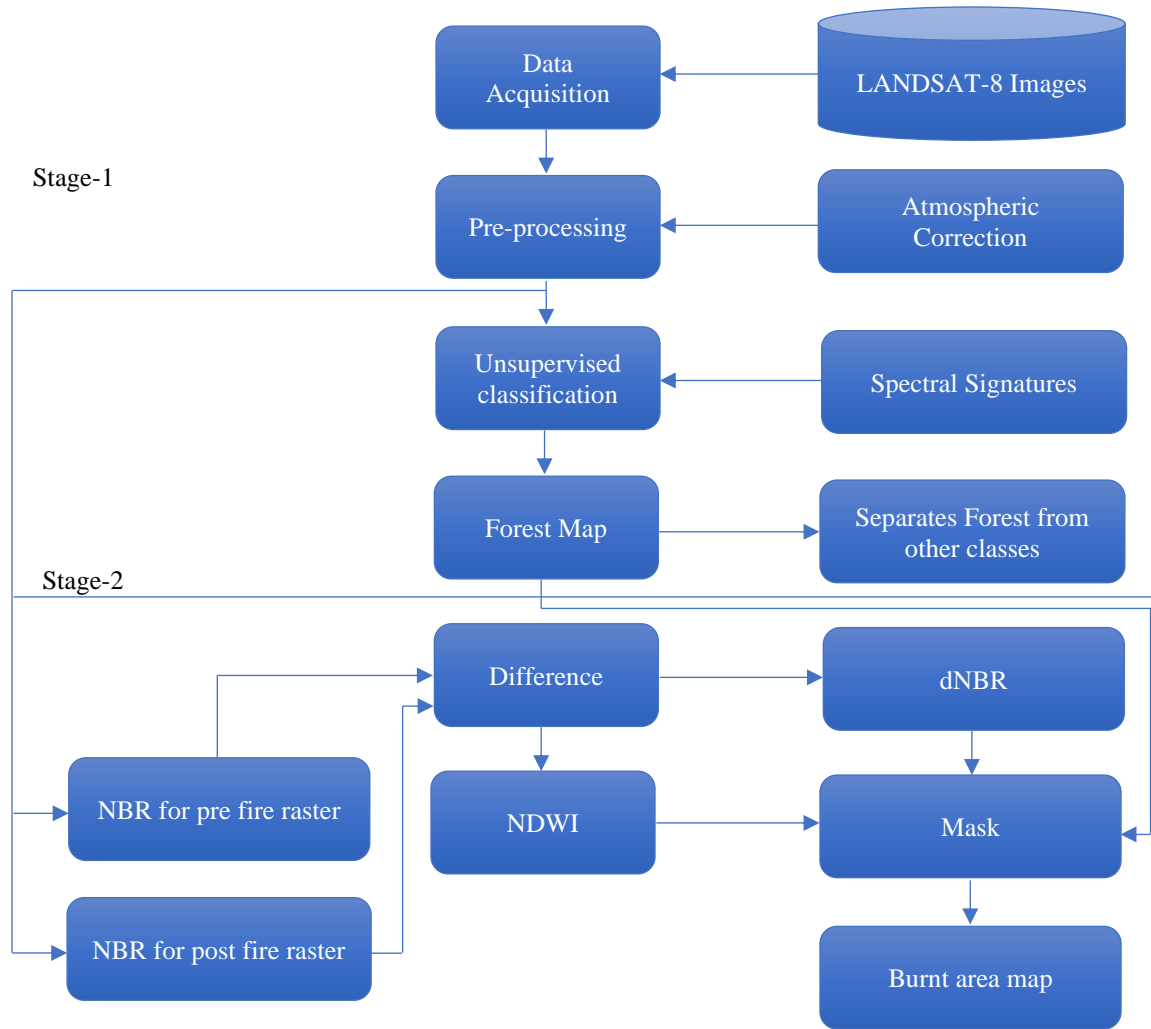 Data
Acquisition
LANDSAT-8 Images
Stage-1
Pre-processing
Atmospheric
Correction
Unsupervised
classification
Spectral Signatures
Forest Map
Separates Forest from
other classes
Stage-2
Difference
dNBR
NBR for pre fire raster
NDWI
Mask
NBR for post fire raster
Burnt area map